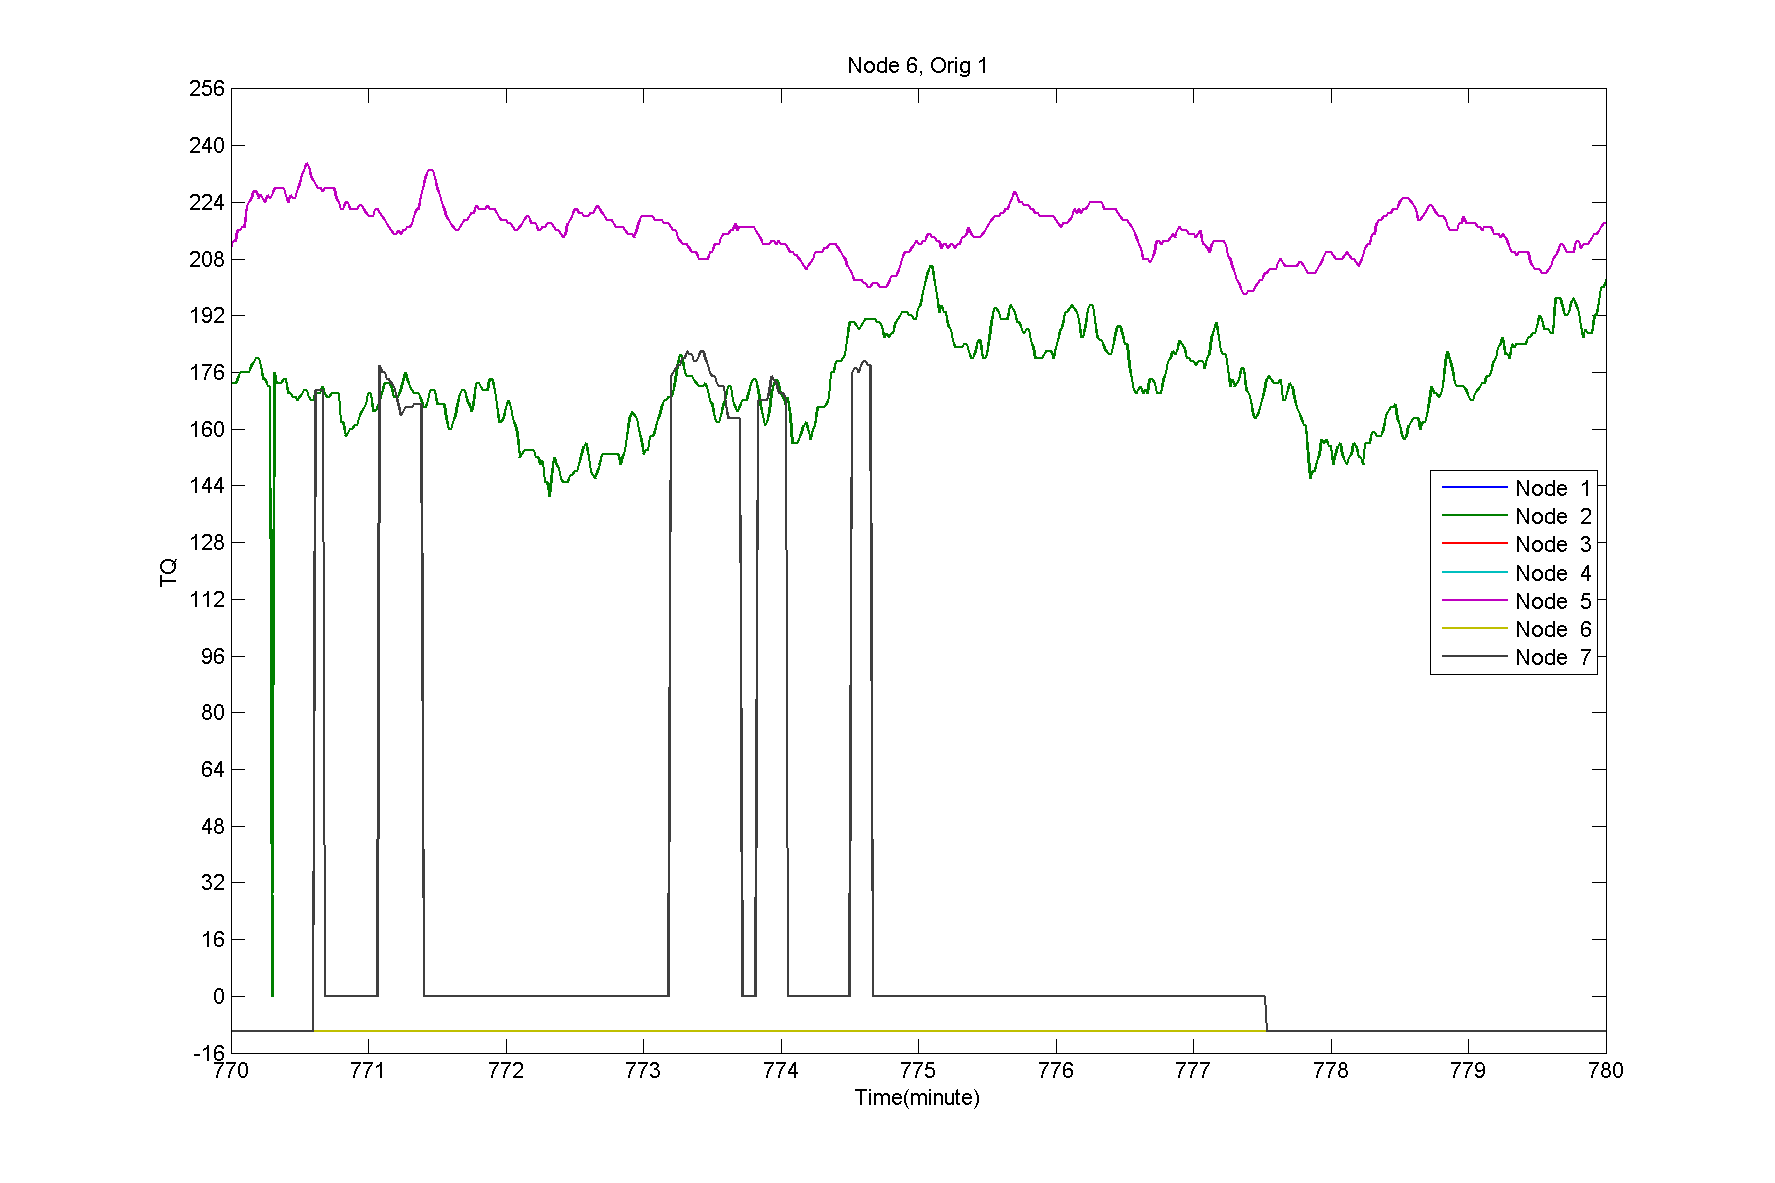 Node 6, Orig 1
256
240
224
208
192
176
160
144
128
112
96
80
64
48
32
16
0
-16
TQ
Node 1
Node 2
Node 3
Node 4
Node 5
Node 6
Node 7
770 771 772 773 774 775 776 777 778 779 780
Time(minute)